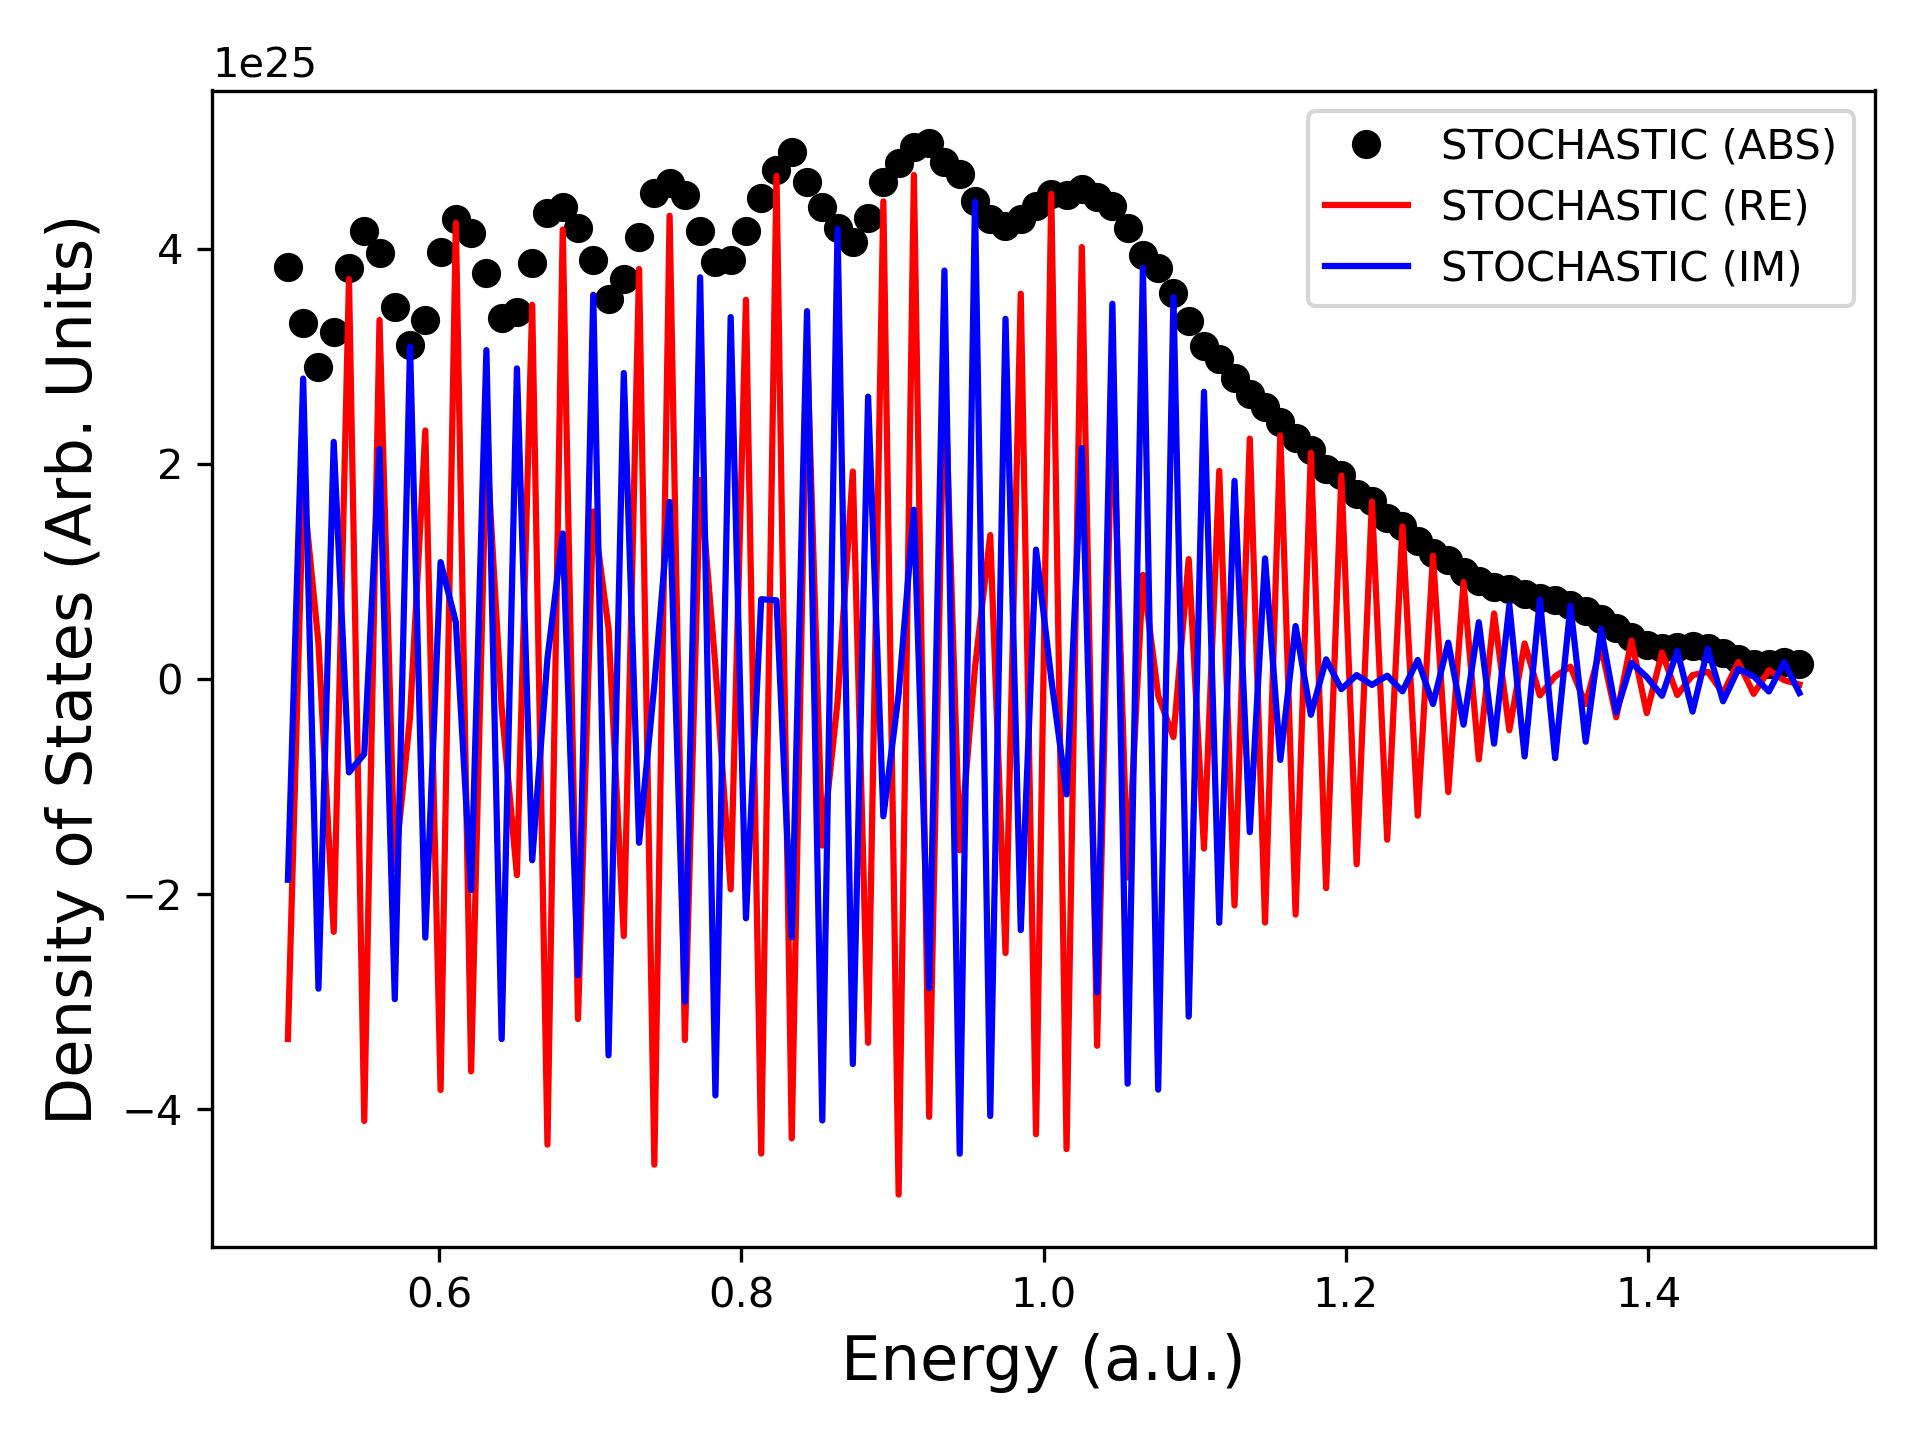 1e25
Density of States (Arb. Units)
4
2
0
−2
−4
STOCHASTIC (ABS)
STOCHASTIC (RE)
STOCHASTIC (IM)
0.6 0.8 1.0 1.2 1.4
Energy (a.u.)